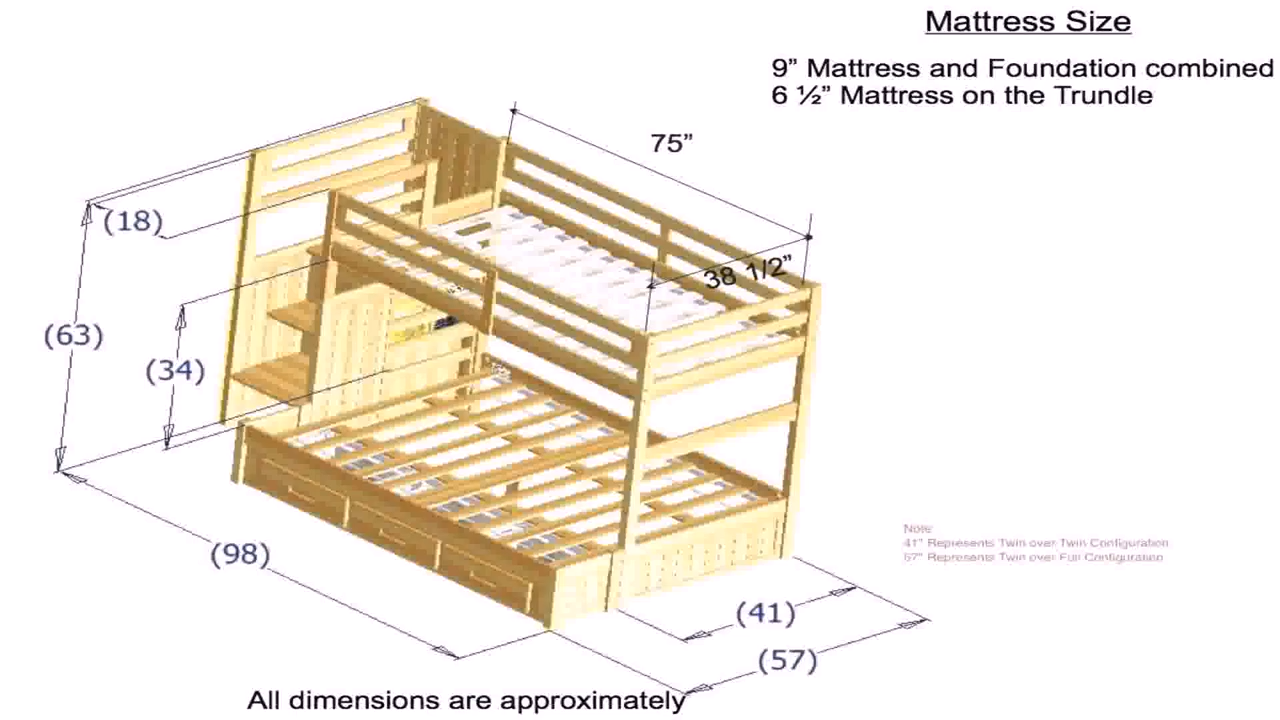 Mattress Size
9” Mattress and Foundation combined
6 ½” Mattress on the Trundle
75”
38 1/2”
(18)
(63)
(34)
(98)
(41)
(57)
Note
41" Represents Twin over Twin Configuration
57" Represents Twin over Full Configuration
All dimensions are approximately